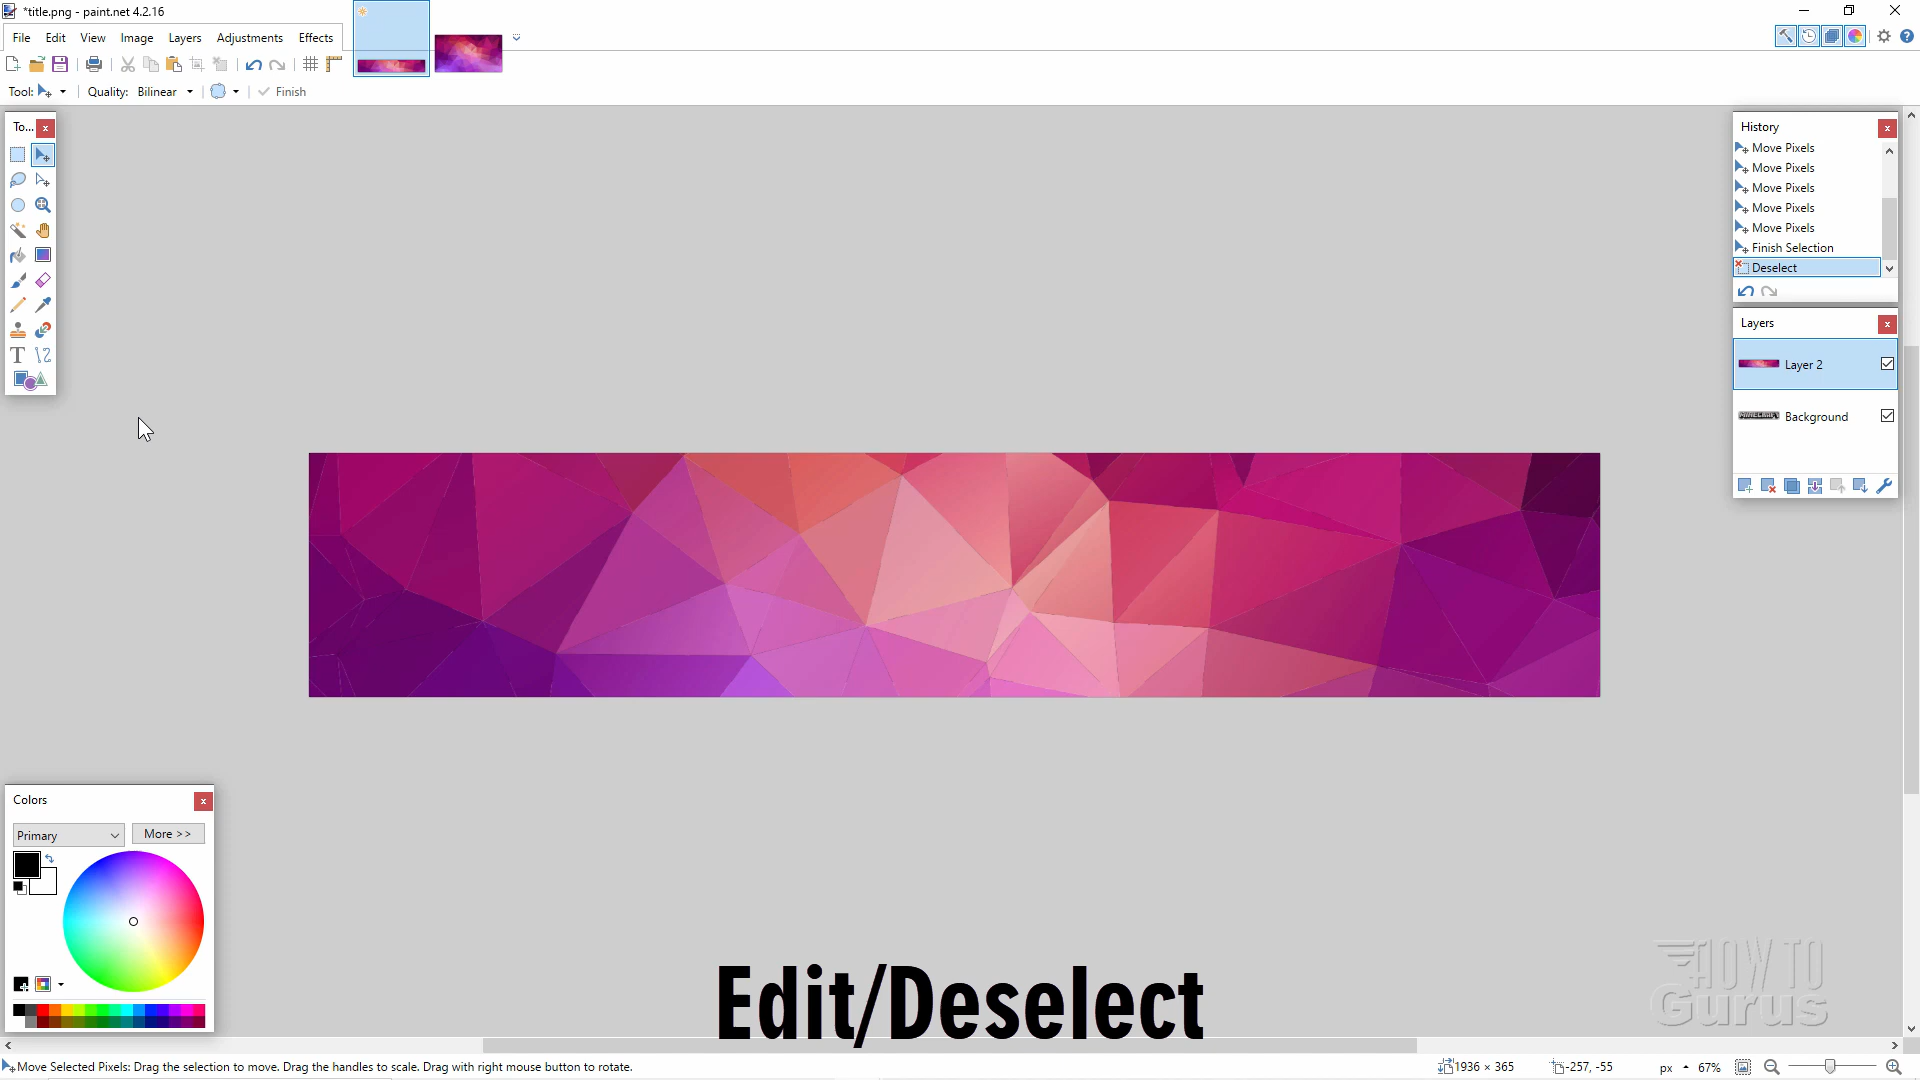 *title.png - paint.net 4.2.16
File Edit View Image Layers Adjustments Effects
Tool: Quality: Bilinear Finish
To...
History
Move Pixels
Move Pixels
Move Pixels
Move Pixels
Move Pixels
Finish Selection
Deselect
Layers
Layer 2
MINECRAFT Background
Colors
Primary More >>
Edit/Deselect
HOW TO
Gurus
Move Selected Pixels: Drag the selection to move. Drag the handles to scale. Drag with right mouse button to rotate. 1936 × 365 -257, -55 px 67%